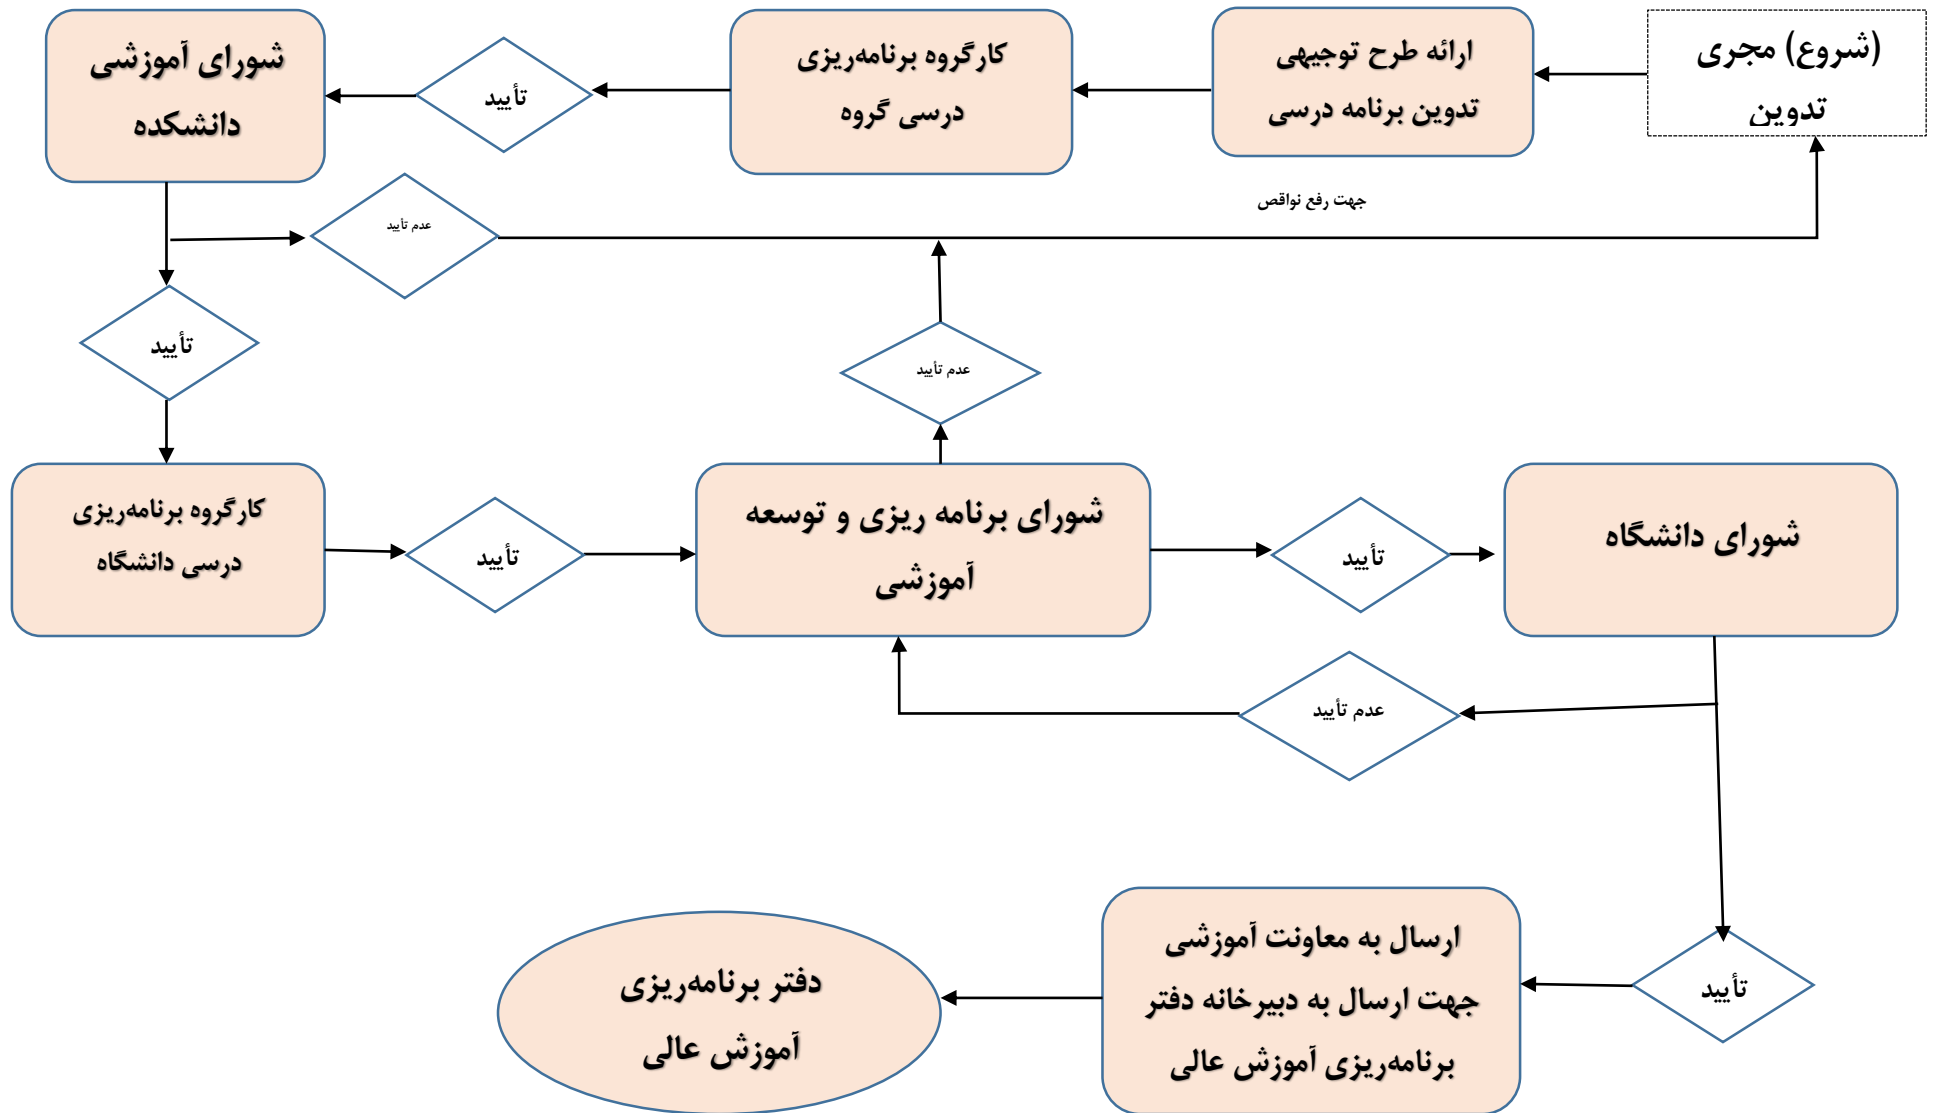 (شروع) مجری
تدوین
ارائه طرح توجیهی
تدوین برنامه درسی
کارگروه برنامه‌ریزی
درسی گروه
تأیید
شورای آموزشی
دانشکده
عدم تأیید
جهت رفع نواقص
تأیید
عدم تأیید
کارگروه برنامه‌ریزی
درسی دانشگاه
تأیید
شورای برنامه ریزی و توسعه
آموزشی
تأیید
شورای دانشگاه
عدم تأیید
تأیید
ارسال به معاونت آموزشی
جهت ارسال به دبیرخانه دفتر
برنامه‌ریزی آموزش عالی
دفتر برنامه‌ریزی
آموزش عالی